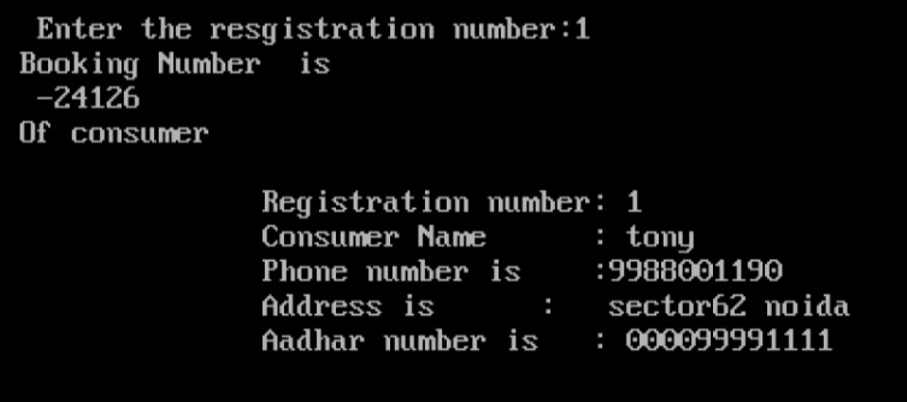 Enter the resgistration number:1
Booking Number is
-24126
Of consumer
Registration number: 1
Consumer Name : tony
Phone number is :9988001190
Address is : sector62 noida
Aadhar number is : 000099991111